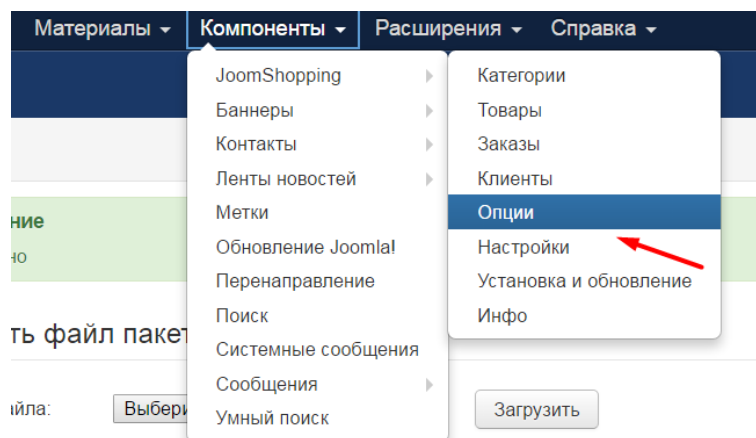 Материалы Компоненты Расширения Справка
JoomShopping
Баннеры
Контакты
Ленты новостей
Метки
Обновление Joomla!
Перенаправление
Поиск
Системные сообщения
Сообщения
Умный поиск
Категории
Товары
Заказы
Клиенты
Опции
Настройки
Установка и обновление
Инфо
ние
но
ть файл пакет
айла: Выбери
Загрузить